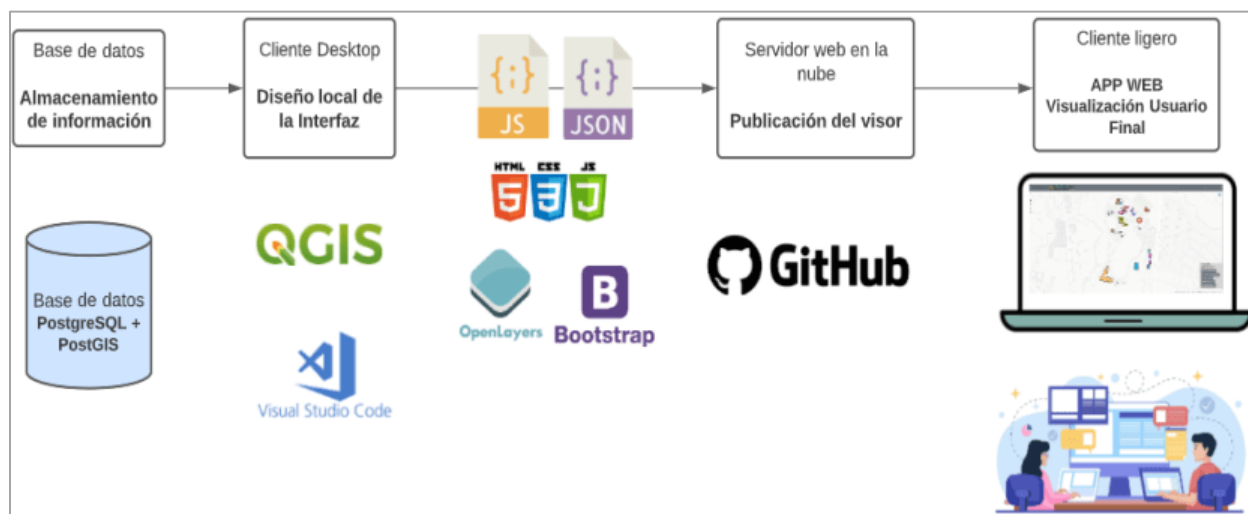 Base de datos
Almacenamiento
de información
Cliente Desktop
Diseño local de
la Interfaz
{;}
JS
{;}
JSON
Servidor web en la
nube
Publicación del visor
Cliente ligero
APP WEB
Visualización Usuario
Final
HTML CSS JS
5 3 J
Base de datos
PostgreSQL +
PostGIS
QGIS
Visual Studio Code
OpenLayers
B
Bootstrap
GitHub